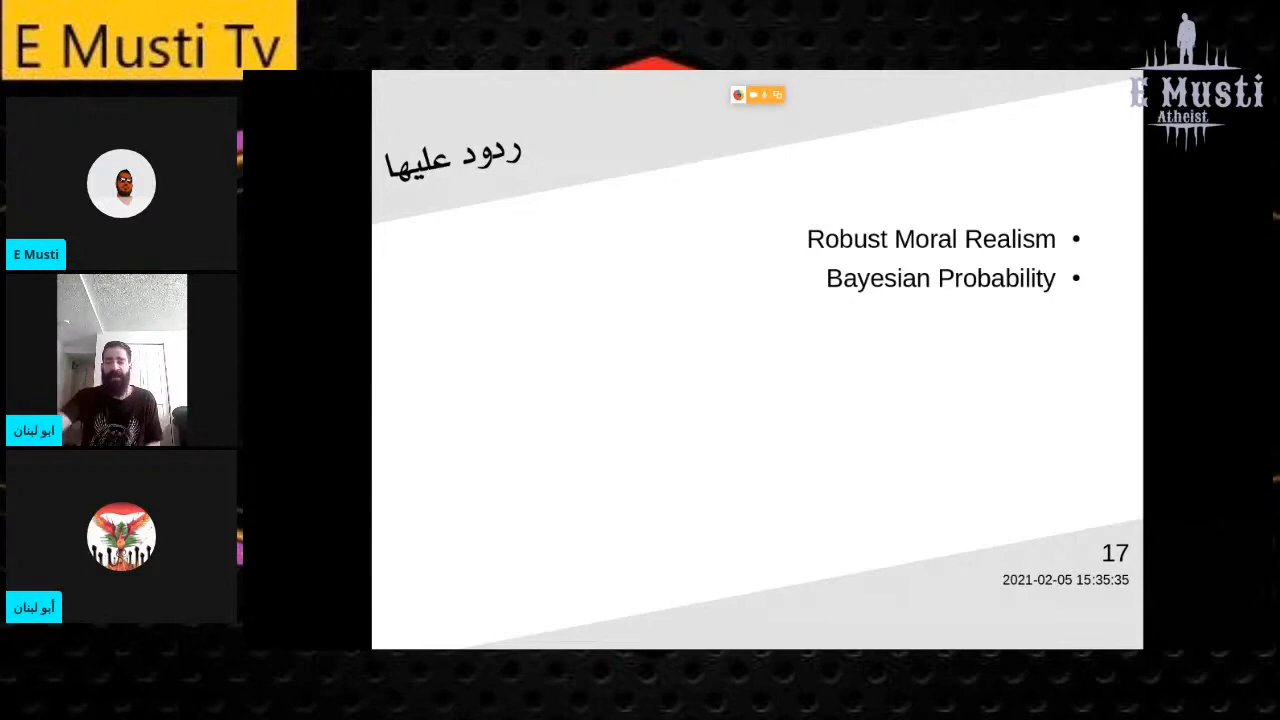 E Musti Tv
E Musti
Atheist
ردود عليها
Robust Moral Realism •
Bayesian Probability •
E Musti
ابو لبنان
أبو لبنان
17
2021-02-05 15:35:35